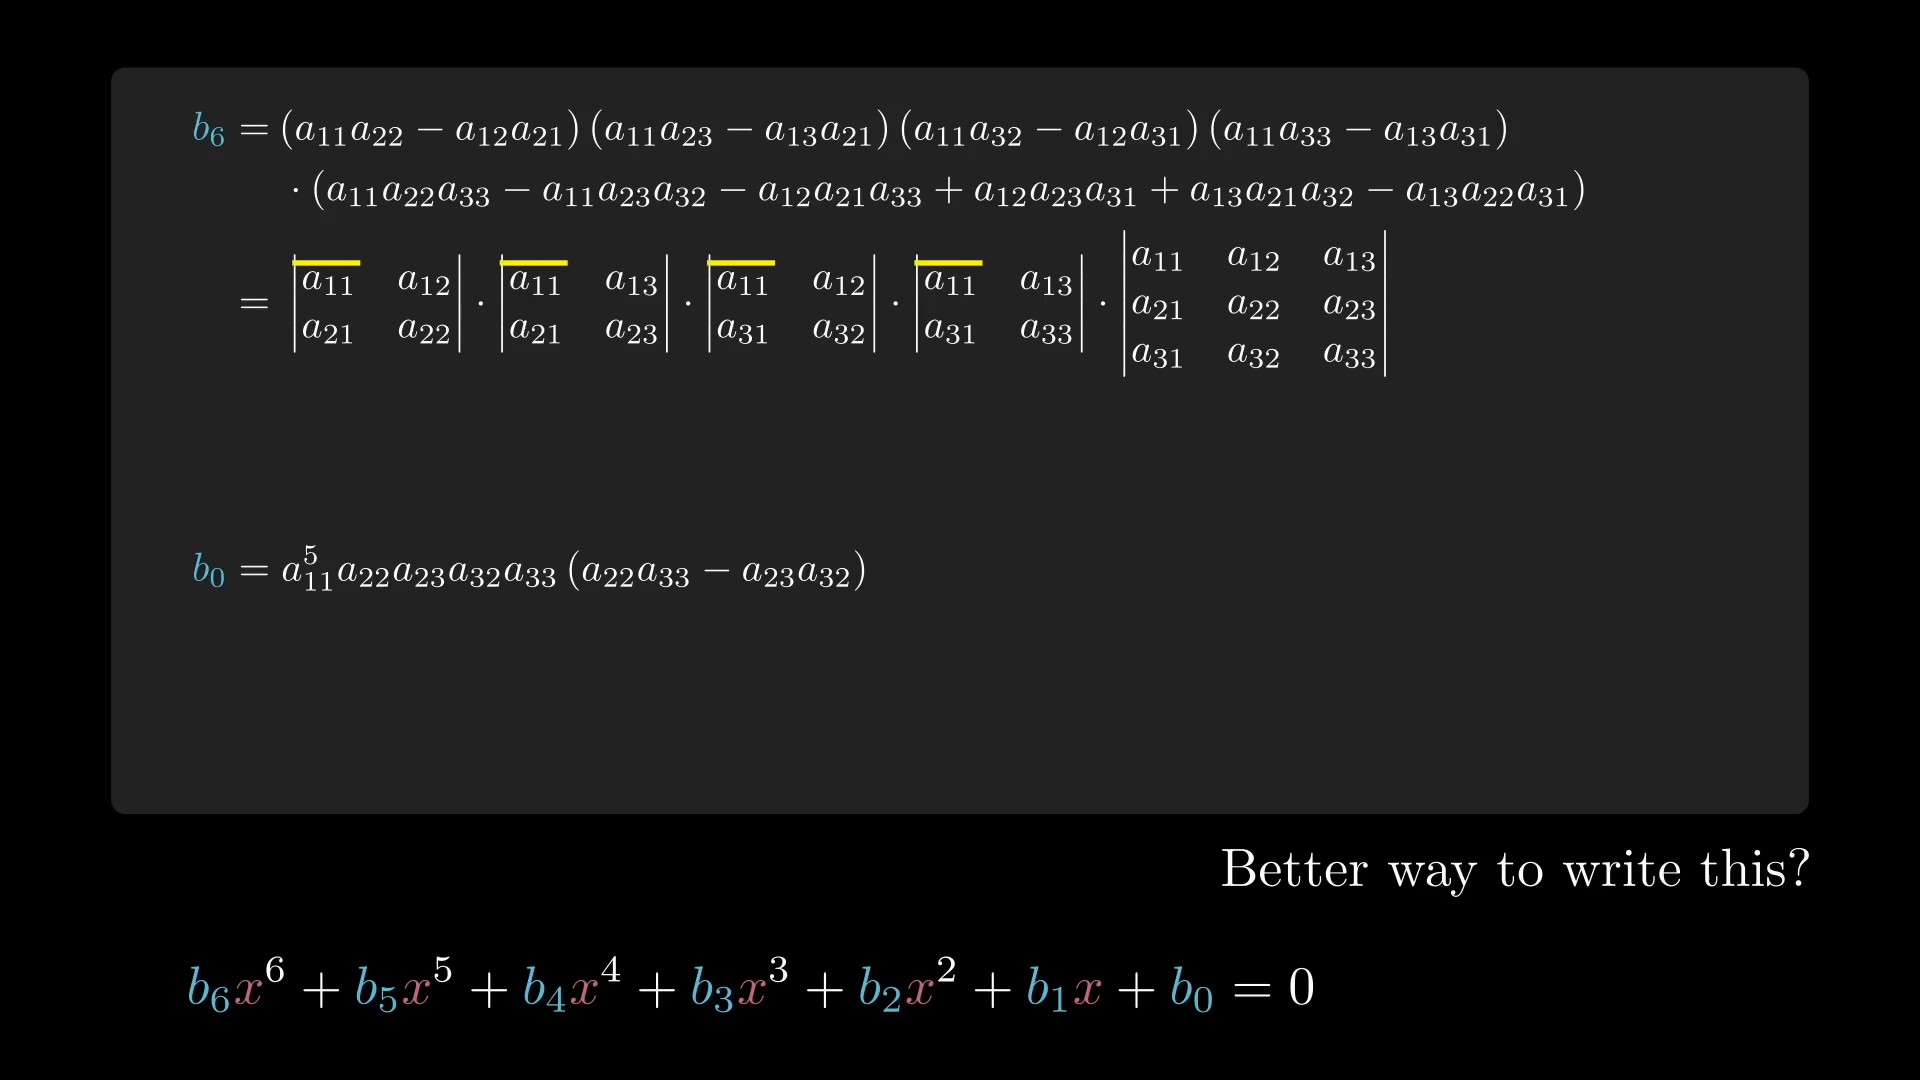 b₆ = (a₁₁a₂₂ − a₁₂a₂₁) (a₁₁a₂₃ − a₁₃a₂₁) (a₁₁a₃₂ − a₁₂a₃₁) (a₁₁a₃₃ − a₁₃a₃₁)
· (a₁₁a₂₂a₃₃ − a₁₁a₂₃a₃₂ − a₁₂a₂₁a₃₃ + a₁₂a₂₃a₃₁ + a₁₃a₂₁a₃₂ − a₁₃a₂₂a₃₁)
= |a₁₁ a₁₂; a₂₁ a₂₂| · |a₁₁ a₁₃; a₂₁ a₂₃| · |a₁₁ a₁₂; a₃₁ a₃₂| · |a₁₁ a₁₃; a₃₁ a₃₃| · |a₁₁ a₁₂ a₁₃; a₂₁ a₂₂ a₂₃; a₃₁ a₃₂ a₃₃|
b₀ = a₁₁⁵a₂₂a₂₃a₃₂a₃₃ (a₂₂a₃₃ − a₂₃a₃₂)
Better way to write this?
b₆x⁶ + b₅x⁵ + b₄x⁴ + b₃x³ + b₂x² + b₁x + b₀ = 0